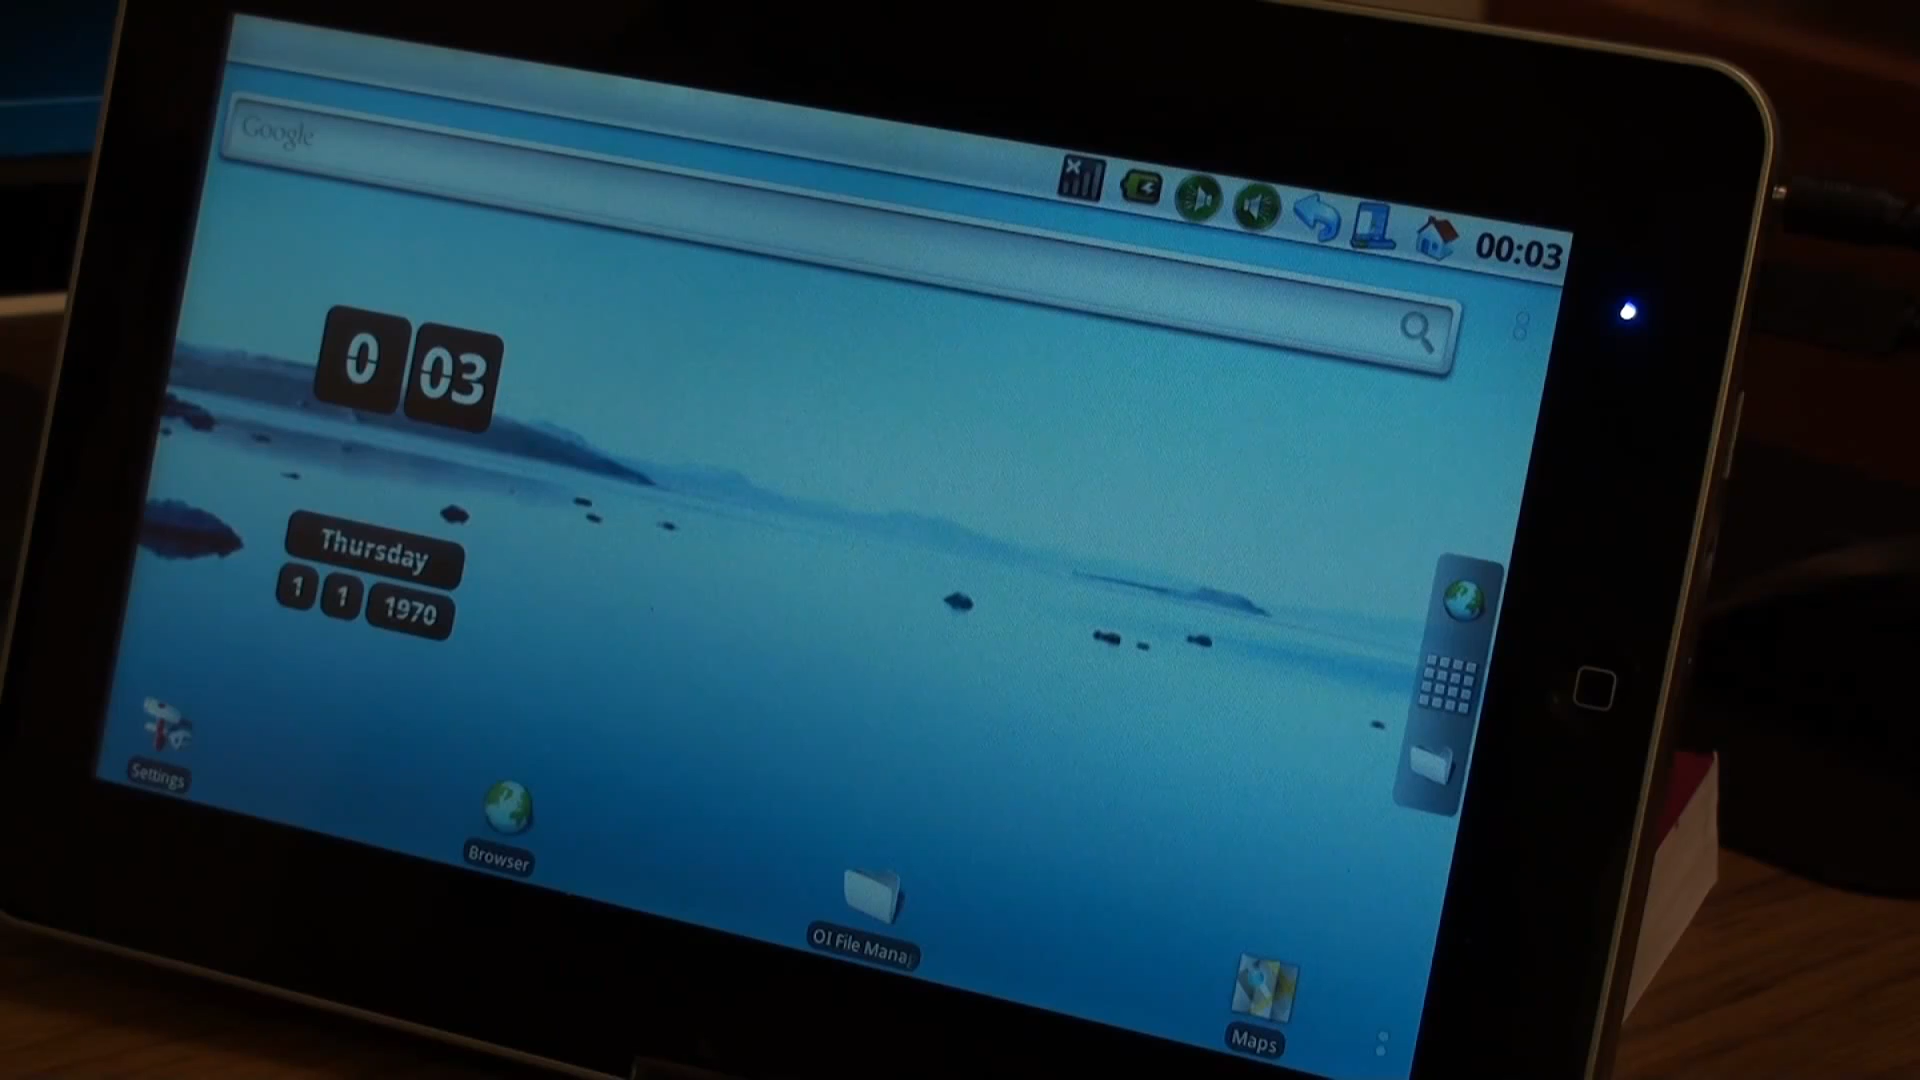 Google
00:03
0 03
Thursday
1 1 1970
Settings
Browser
OI File Mana
Maps